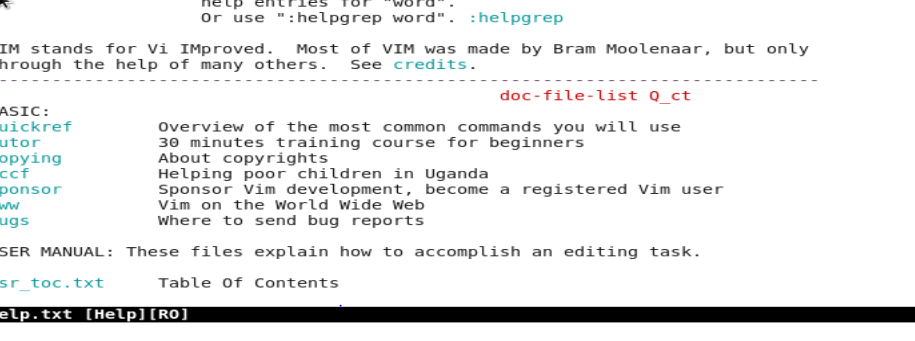 help entries for "word".
Or use ":helpgrep word". :helpgrep
IM stands for Vi IMproved. Most of VIM was made by Bram Moolenaar, but only
hrough the help of many others. See credits.
------------------------------------------------------------------------------
doc-file-list Q_ct
ASIC:
uickref Overview of the most common commands you will use
utor 30 minutes training course for beginners
opying About copyrights
ccf Helping poor children in Uganda
ponsor Sponsor Vim development, become a registered Vim user
ww Vim on the World Wide Web
ugs Where to send bug reports
SER MANUAL: These files explain how to accomplish an editing task.
sr_toc.txt Table Of Contents
elp.txt [Help][RO]